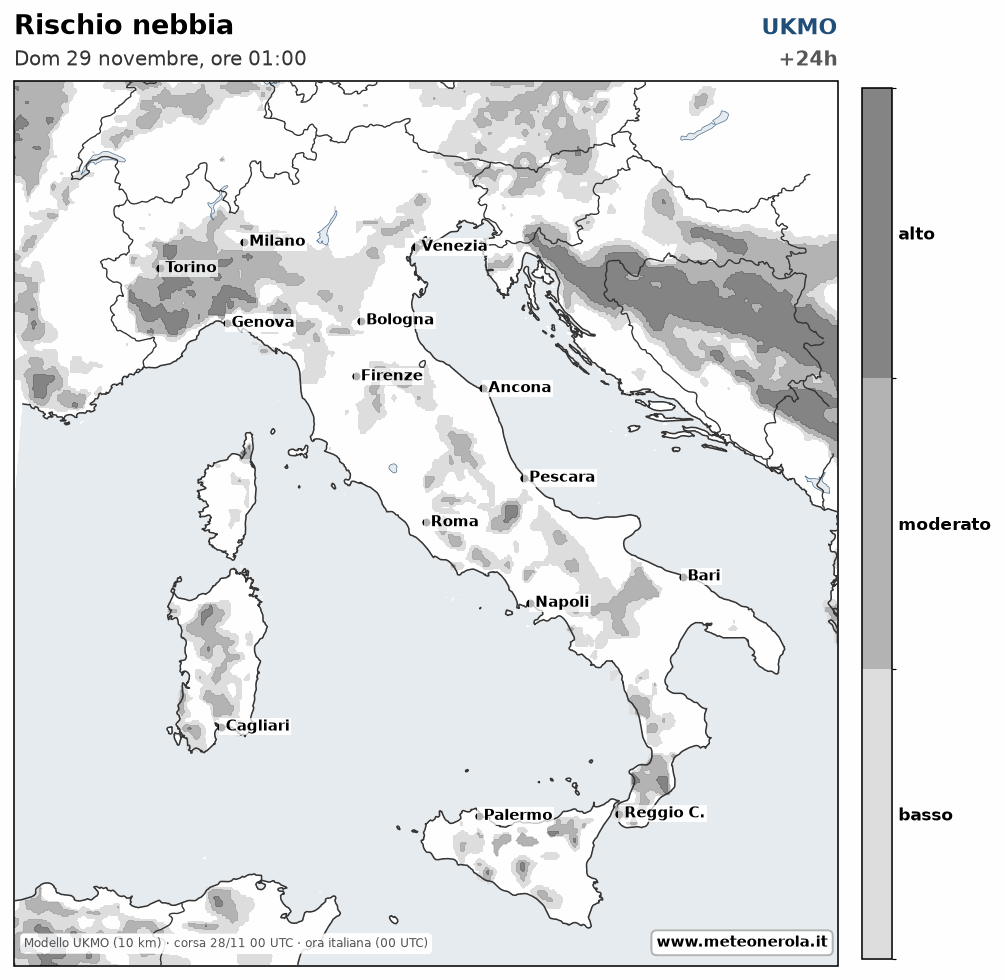 Rischio nebbia
UKMO
Dom 29 novembre, ore 01:00
+24h
alto
Milano
Venezia
Torino
Genova
Bologna
Firenze
Ancona
Pescara
Roma
moderato
Bari
Napoli
Cagliari
Palermo
Reggio C.
basso
Modello UKMO (10 km) · corsa 28/11 00 UTC · ora italiana (00 UTC)
www.meteonerola.it